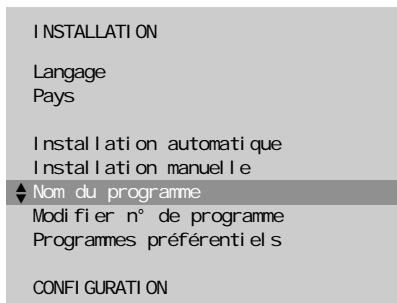 INSTALLATION
Langage
Pays
Installation automatique
Installation manuelle
Nom du programme
Modifier n° de programme
Programmes préférentiels
CONFIGURATION